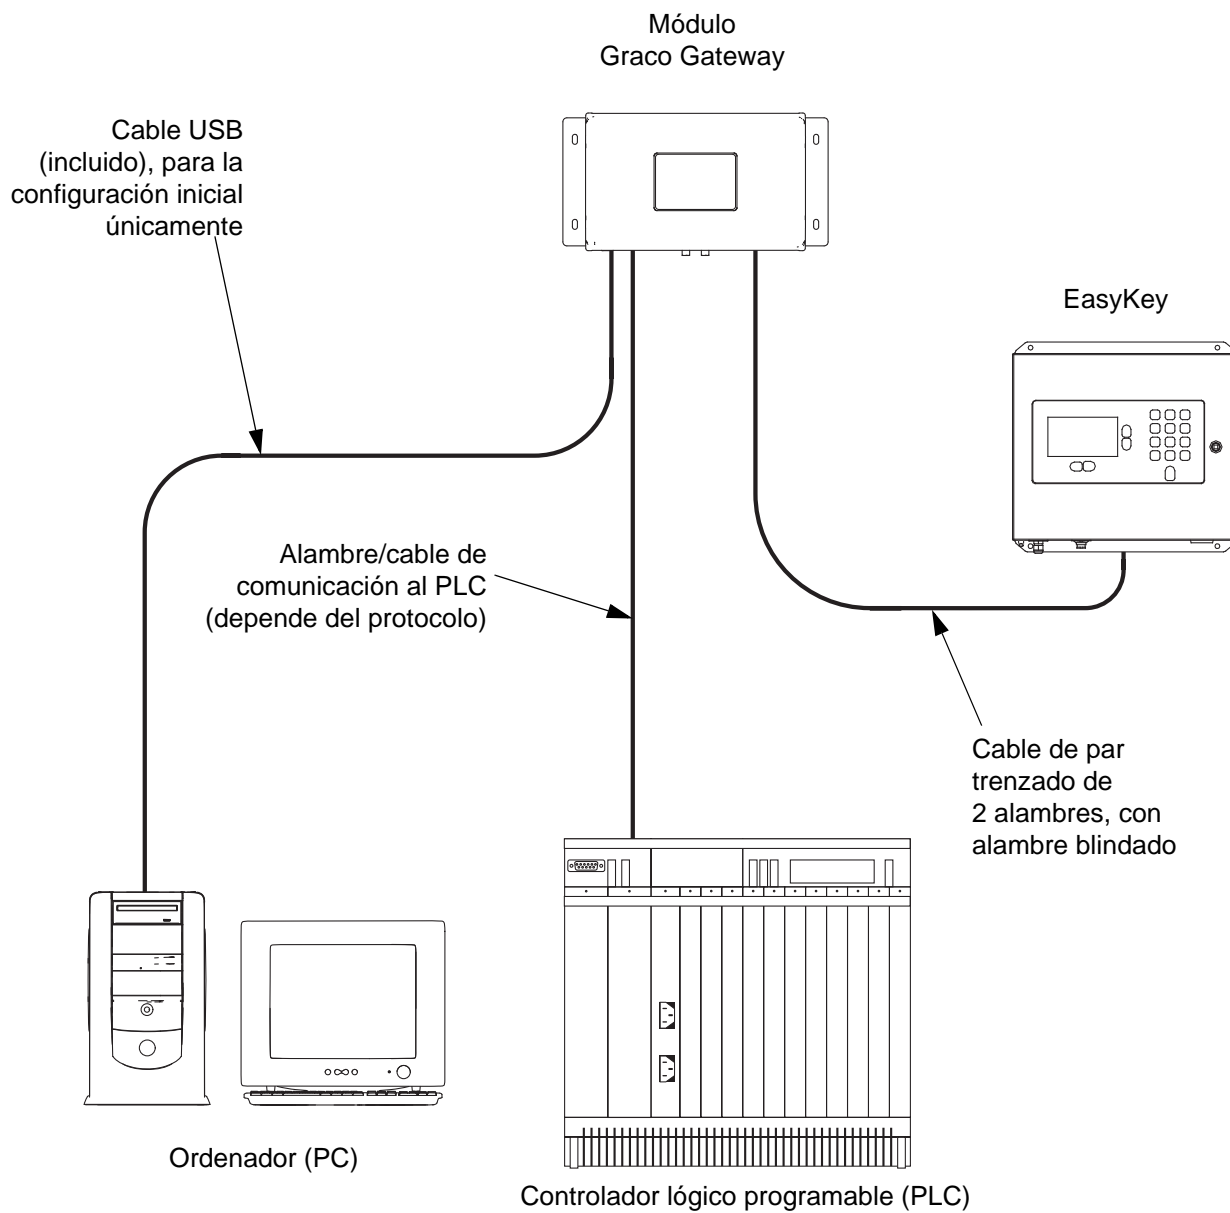 Módulo
Graco Gateway
Cable USB
(incluido), para la
configuración inicial
únicamente
EasyKey
Alambre/cable de
comunicación al PLC
(depende del protocolo)
Cable de par
trenzado de
2 alambres, con
alambre blindado
Ordenador (PC)
Controlador lógico programable (PLC)